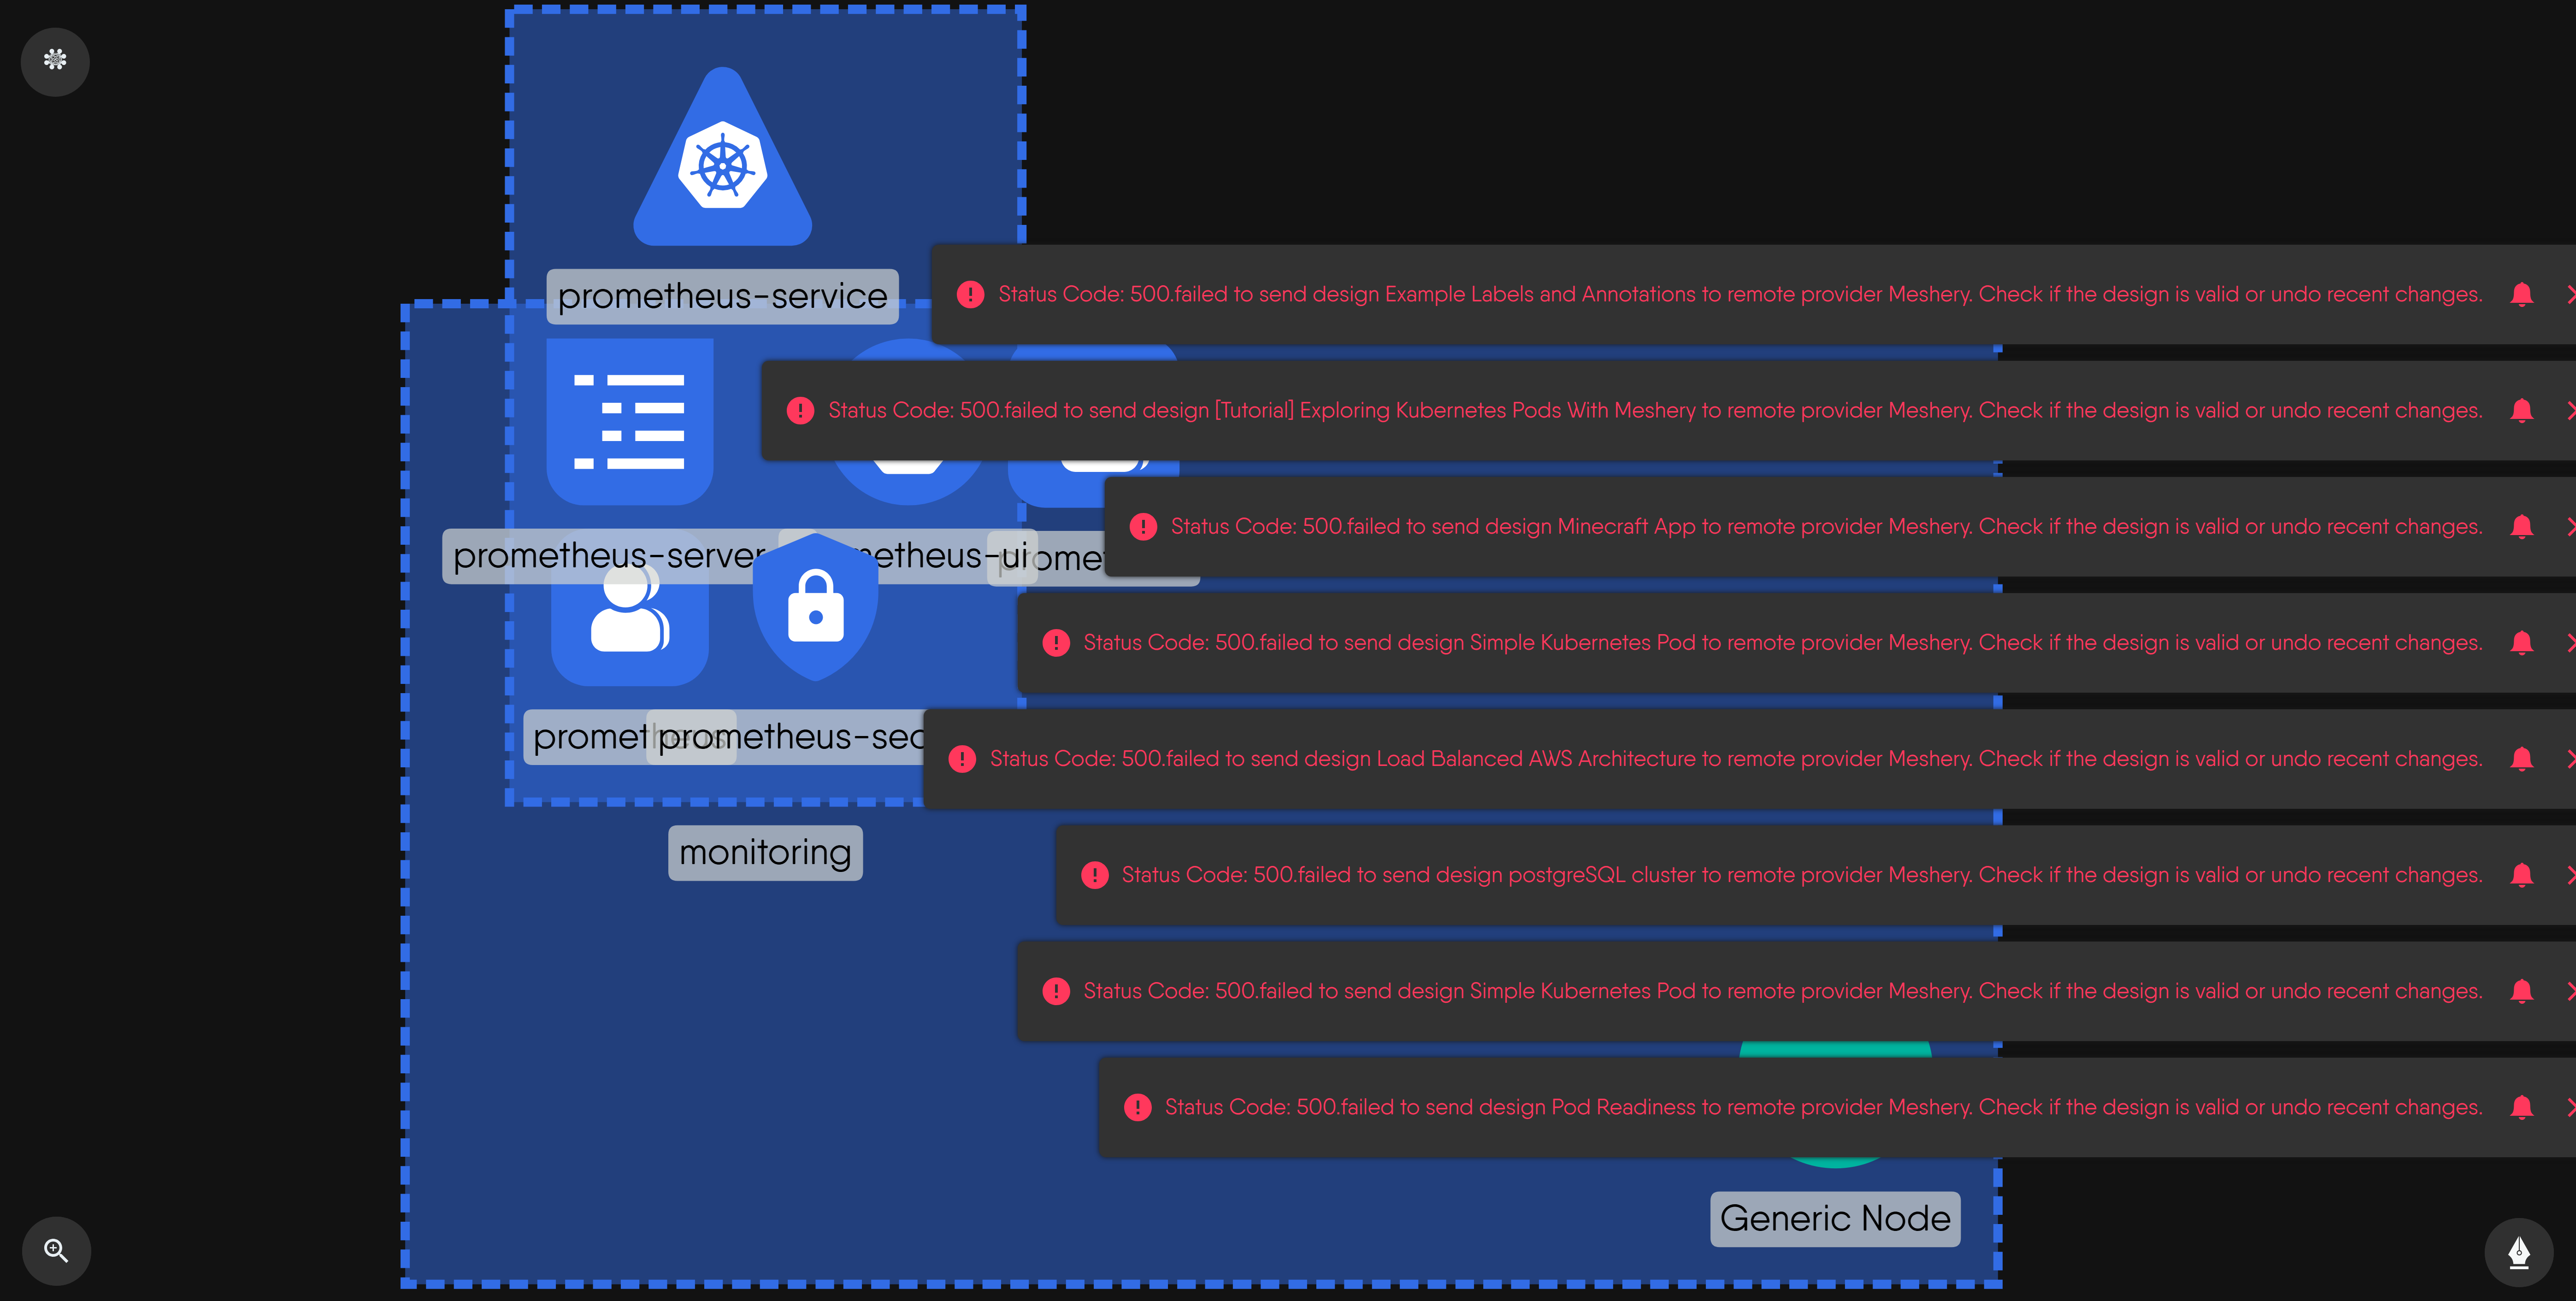 prometheus-service
Status Code: 500.failed to send design Example Labels and Annotations to remote provider Meshery. Check if the design is valid or undo recent changes.
Status Code: 500.failed to send design [Tutorial] Exploring Kubernetes Pods With Meshery to remote provider Meshery. Check if the design is valid or undo recent changes.
Status Code: 500.failed to send design Minecraft App to remote provider Meshery. Check if the design is valid or undo recent changes.
prometheus-server
metheus-ui
promet
Status Code: 500.failed to send design Simple Kubernetes Pod to remote provider Meshery. Check if the design is valid or undo recent changes.
prometheus
prometheus-sec
Status Code: 500.failed to send design Load Balanced AWS Architecture to remote provider Meshery. Check if the design is valid or undo recent changes.
monitoring
Status Code: 500.failed to send design postgreSQL cluster to remote provider Meshery. Check if the design is valid or undo recent changes.
Status Code: 500.failed to send design Simple Kubernetes Pod to remote provider Meshery. Check if the design is valid or undo recent changes.
Status Code: 500.failed to send design Pod Readiness to remote provider Meshery. Check if the design is valid or undo recent changes.
Generic Node